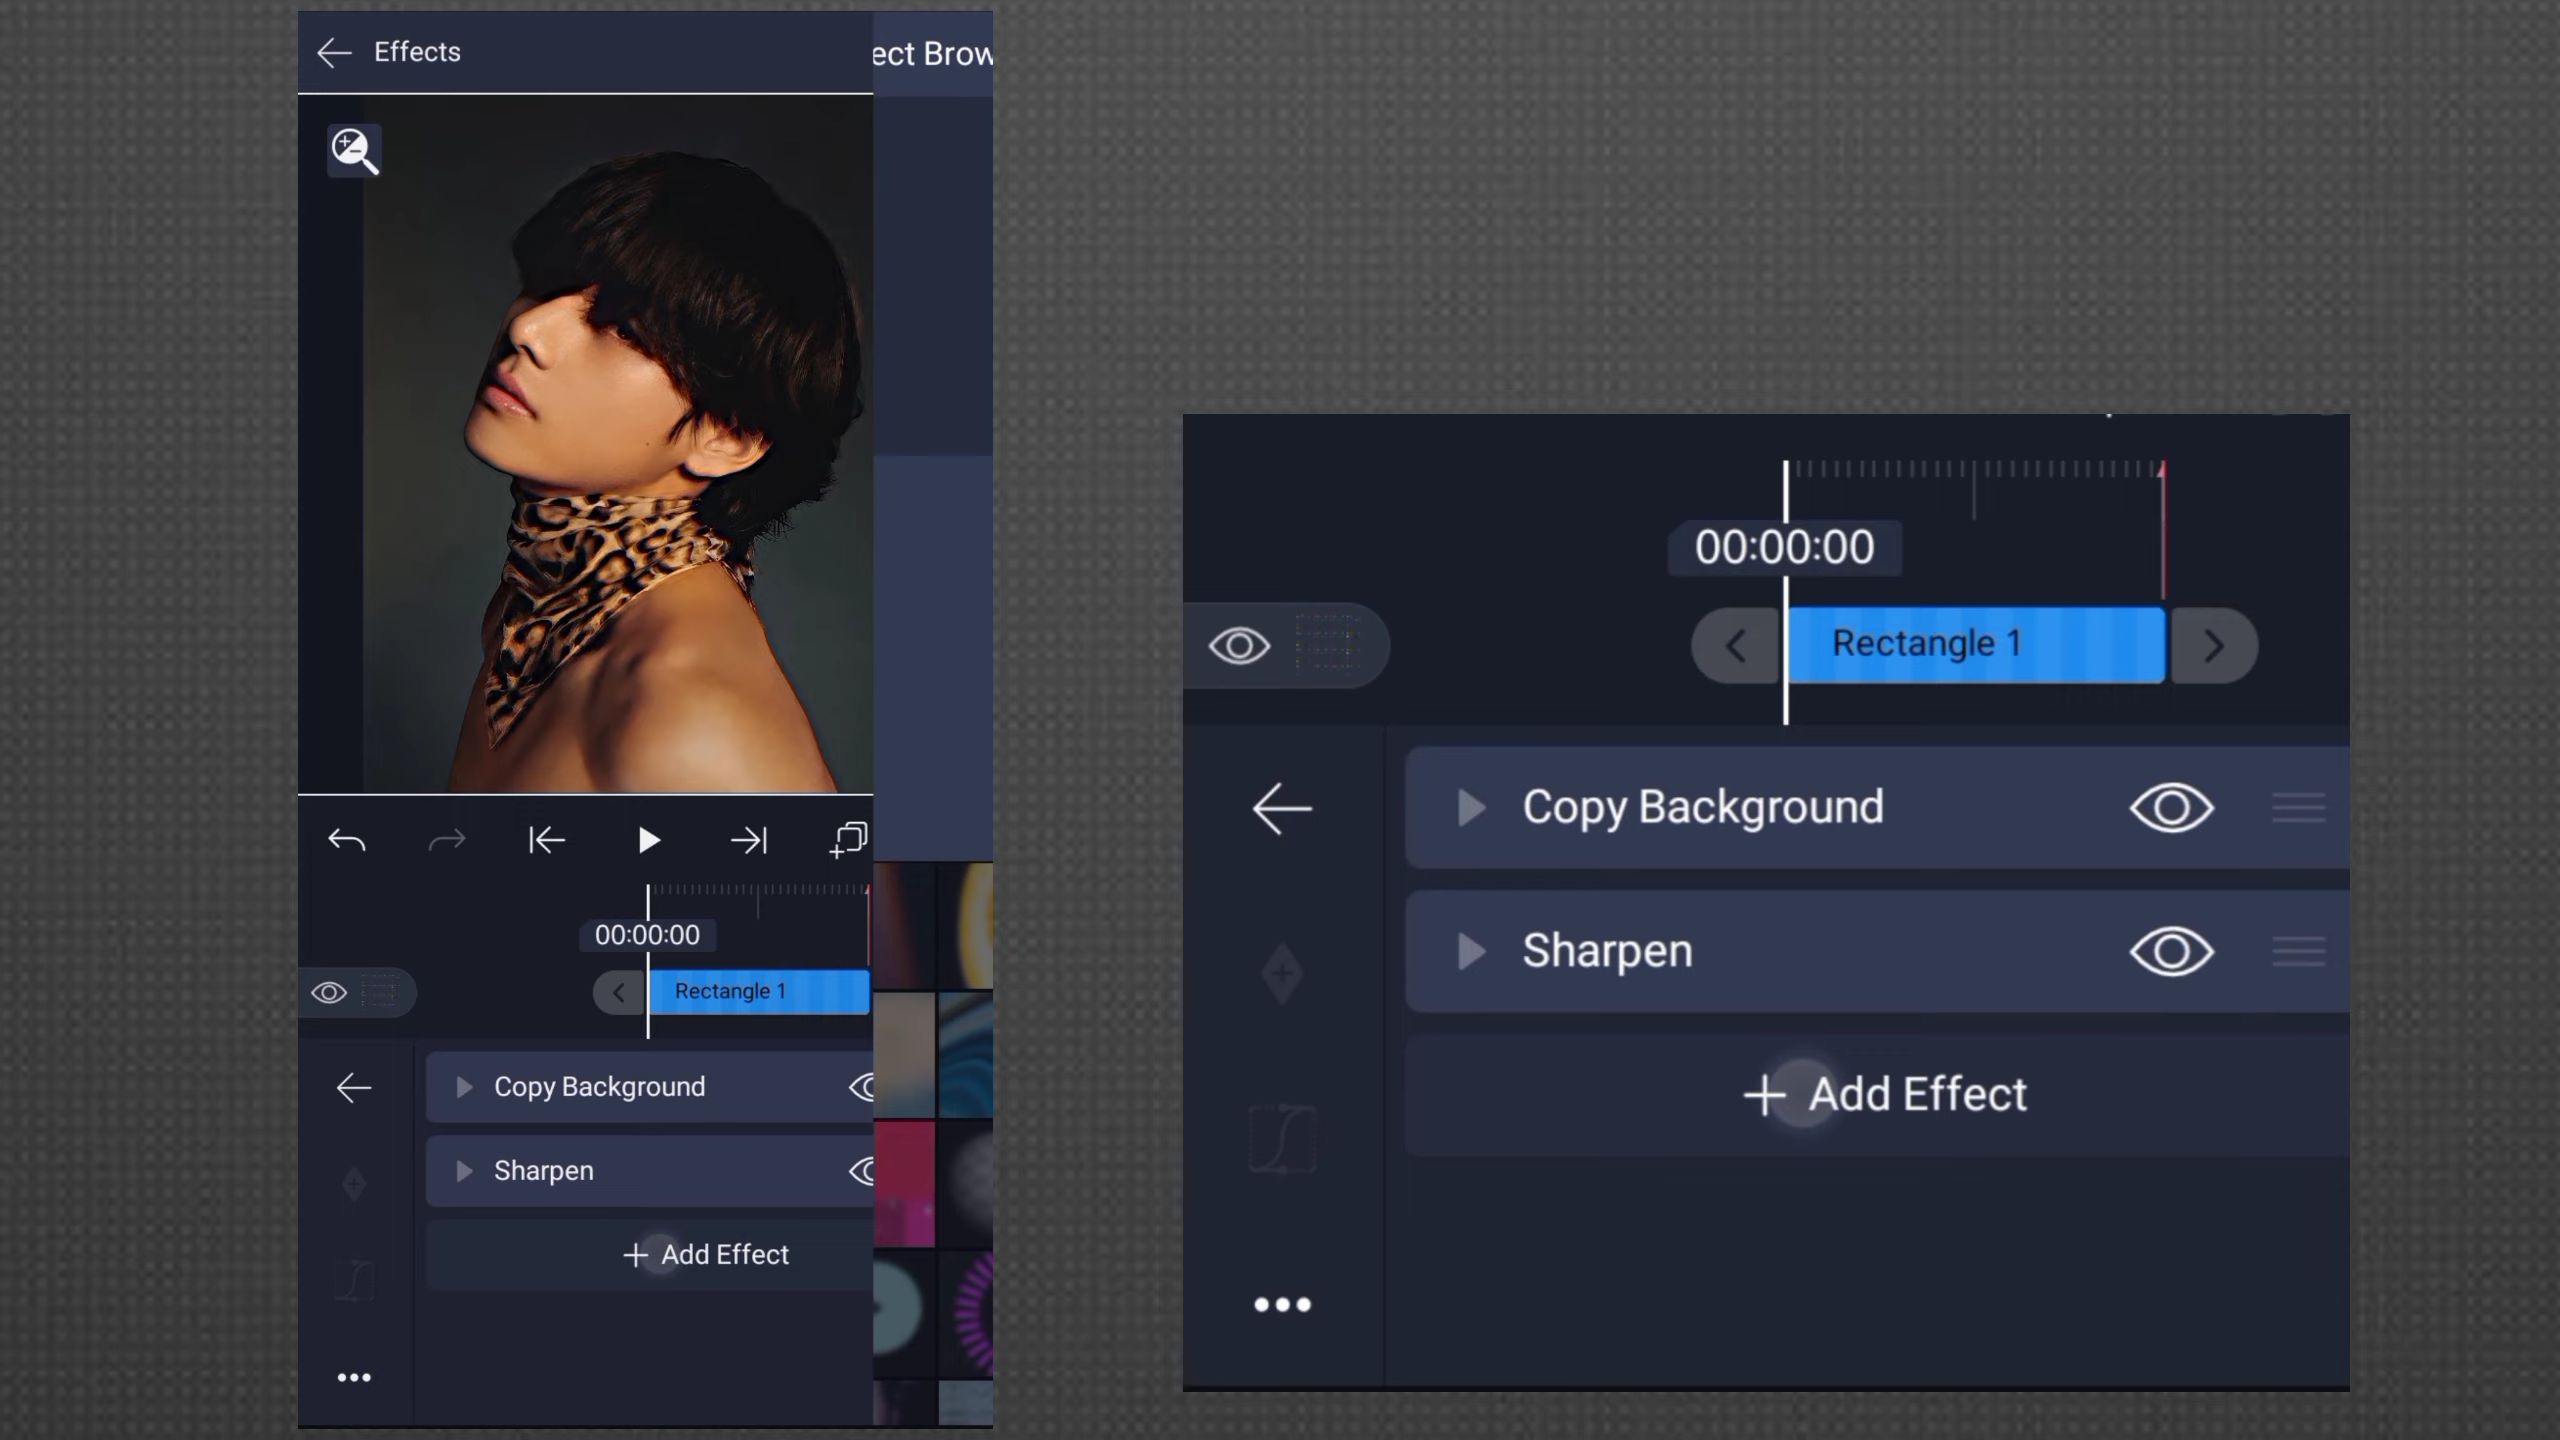 Effects
ect Brow
00:00:00
Rectangle 1
Copy Background
Sharpen
+ Add Effect
00:00:00
Rectangle 1
Copy Background
Sharpen
+ Add Effect